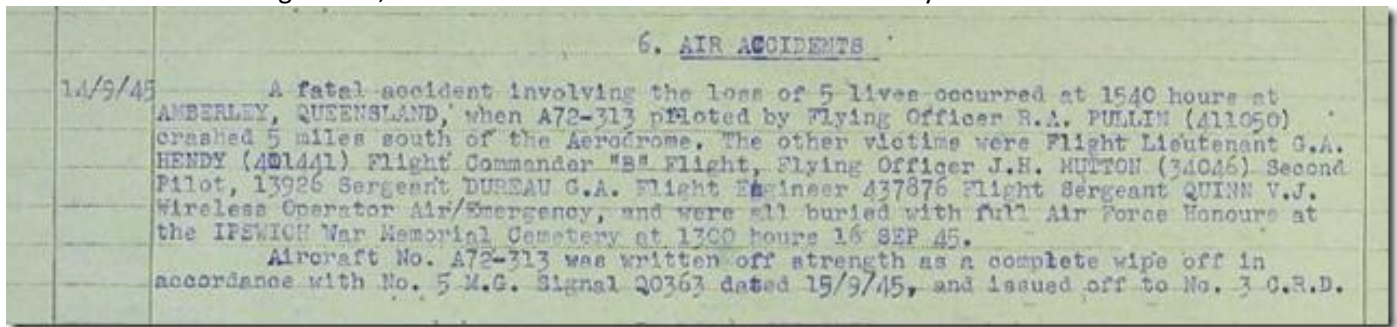 6. AIR ACCIDENTS
14/9/45 A fatal accident involving the loss of 5 lives occurred at 1540 hours at
AMBERLEY, QUEENSLAND, when A72-313 piloted by Flying Officer R.A. PULLIN (411050)
crashed 5 miles south of the Aerodrome. The other victims were Flight Lieutenant G.A.
HENDY (401441) Flight Commander "B" Flight, Flying Officer J.H. MUTTON (34046) Second
Pilot, 13926 Sergeant DUREAU G.A. Flight Engineer 437876 Flight Sergeant QUINN V.J.
Wireless Operator Air/Emergency, and were all buried with full Air Force Honours at
the IPSWICH War Memorial Cemetery at 1300 hours 16 SEP 45.
Aircraft No. A72-313 was written off strength as a complete wipe off in
accordance with No. 5 M.G. Signal Q0363 dated 15/9/45, and issued off to No. 3 C.R.D.